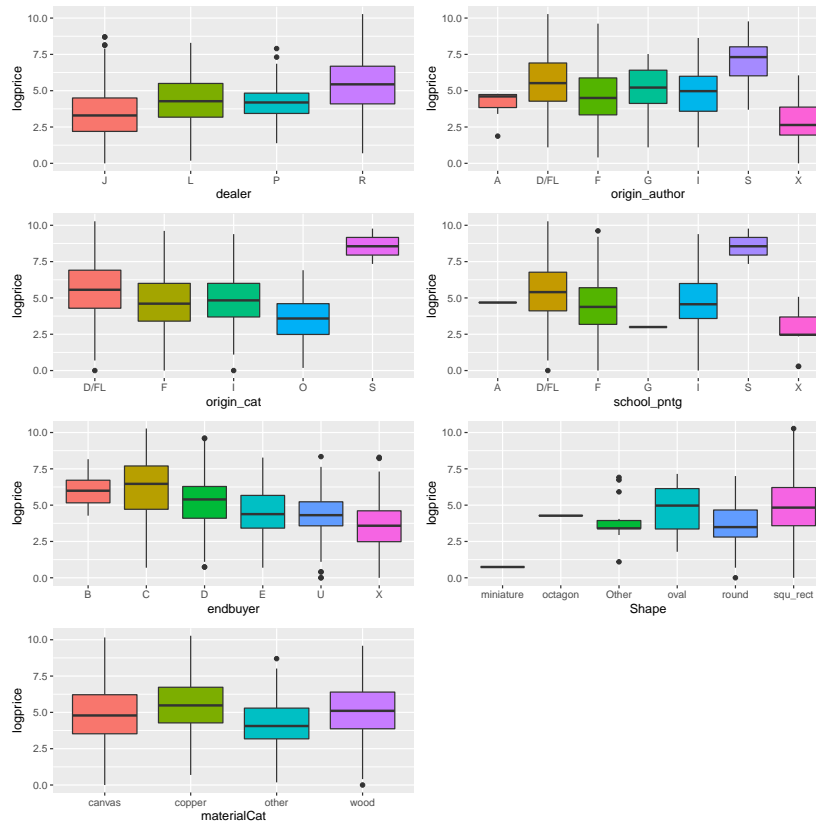 10.0
7.5
5.0
2.5
0.0
logprice
J L P R
dealer
10.0
7.5
5.0
2.5
0.0
logprice
A D/FL F G I S X
origin_author
10.0
7.5
5.0
2.5
0.0
logprice
D/FL F I O S
origin_cat
10.0
7.5
5.0
2.5
0.0
logprice
A D/FL F G I S X
school_pntg
10.0
7.5
5.0
2.5
0.0
logprice
B C D E U X
endbuyer
10.0
7.5
5.0
2.5
0.0
logprice
miniature octagon Other oval round squ_rect
Shape
10.0
7.5
5.0
2.5
0.0
logprice
canvas copper other wood
materialCat